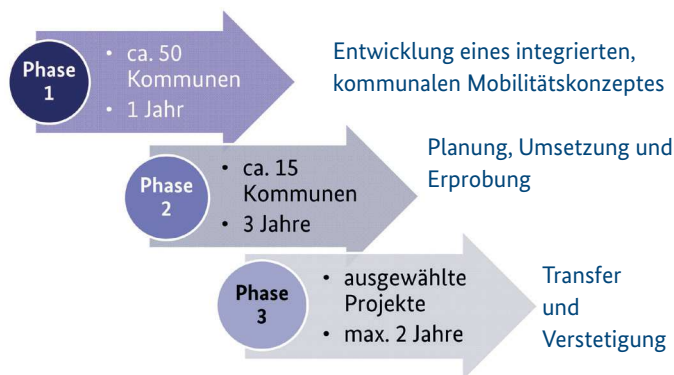 Phase
1
• ca. 50
Kommunen
• 1 Jahr
Entwicklung eines integrierten,
kommunalen Mobilitätskonzeptes
Phase
2
• ca. 15
Kommunen
• 3 Jahre
Planung, Umsetzung und
Erprobung
Phase
3
• ausgewählte
Projekte
• max. 2 Jahre
Transfer
und
Verstetigung